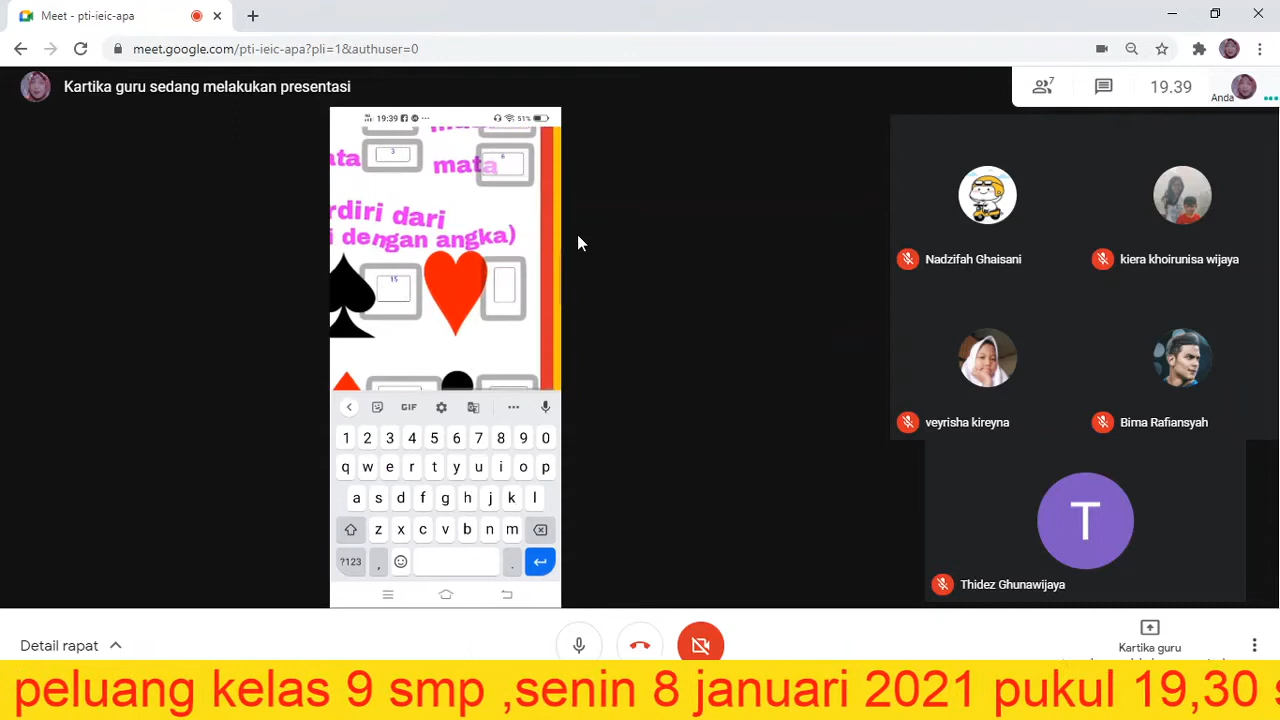 Meet - pti-ieic-apa
meet.google.com/pti-ieic-apa?pli=1&authuser=0
Kartika guru sedang melakukan presentasi
7
19.39
Anda
19:39
51%
3
6
ata
mata
rdiri dari
i dengan angka)
15
GIF
1 2 3 4 5 6 7 8 9 0
q w e r t y u i o p
a s d f g h j k l
z x c v b n m
?123 , .
Nadzifah Ghaisani
kiera khoirunisa wijaya
veyrisha kireyna
Bima Rafiansyah
T
Thidez Ghunawijaya
Detail rapat
Kartika guru
peluang kelas 9 smp ,senin 8 januari 2021 pukul 19,30 s